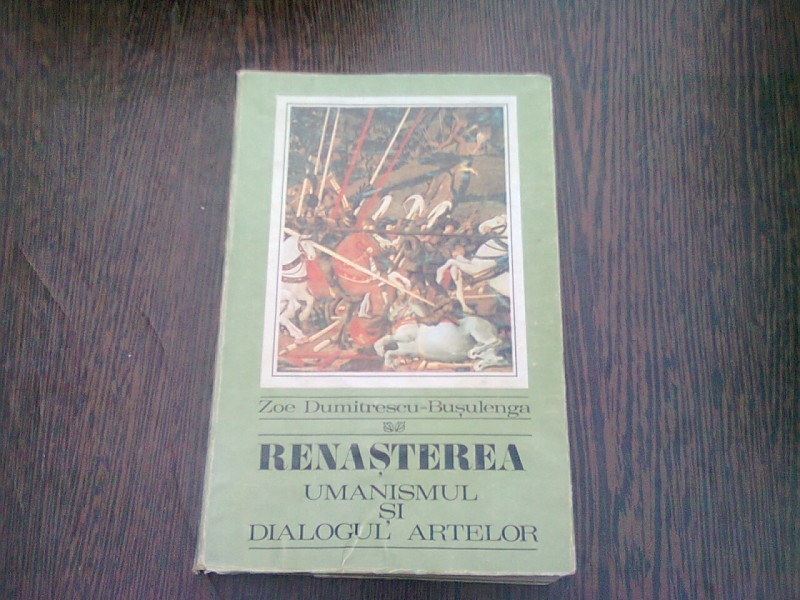 Zoe Dumitrescu-Bușulenga
RENAȘTEREA
UMANISMUL
ȘI
DIALOGUL ARTELOR